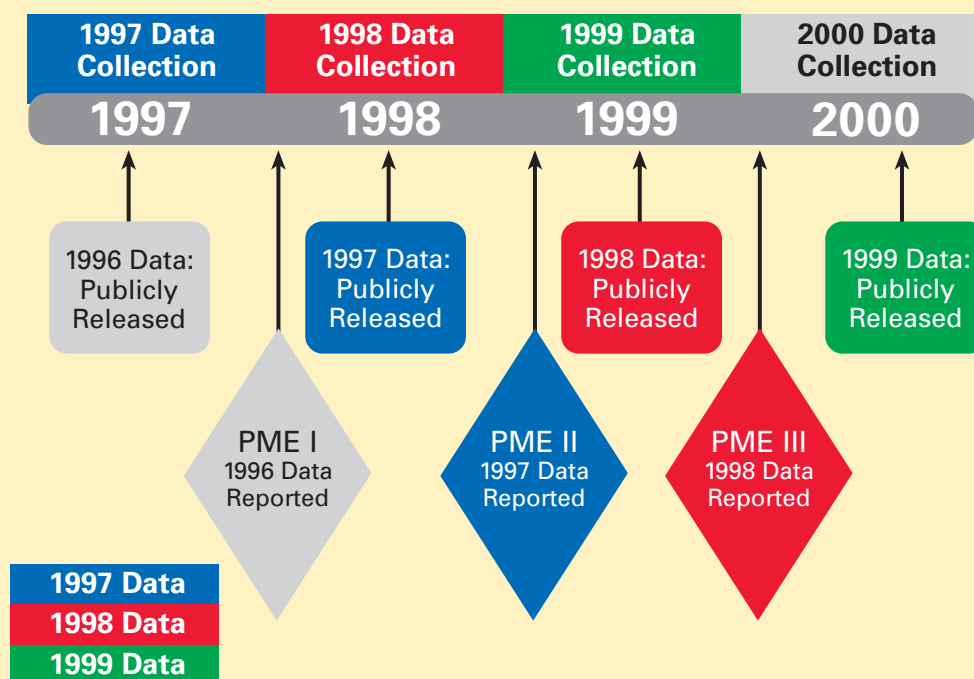 1997 Data
Collection
1998 Data
Collection
1999 Data
Collection
2000 Data
Collection
1997
1998
1999
2000
1996 Data:
Publicly
Released
1997 Data:
Publicly
Released
1998 Data:
Publicly
Released
1999 Data:
Publicly
Released
PME I
1996 Data
Reported
PME II
1997 Data
Reported
PME III
1998 Data
Reported
1997 Data
1998 Data
1999 Data